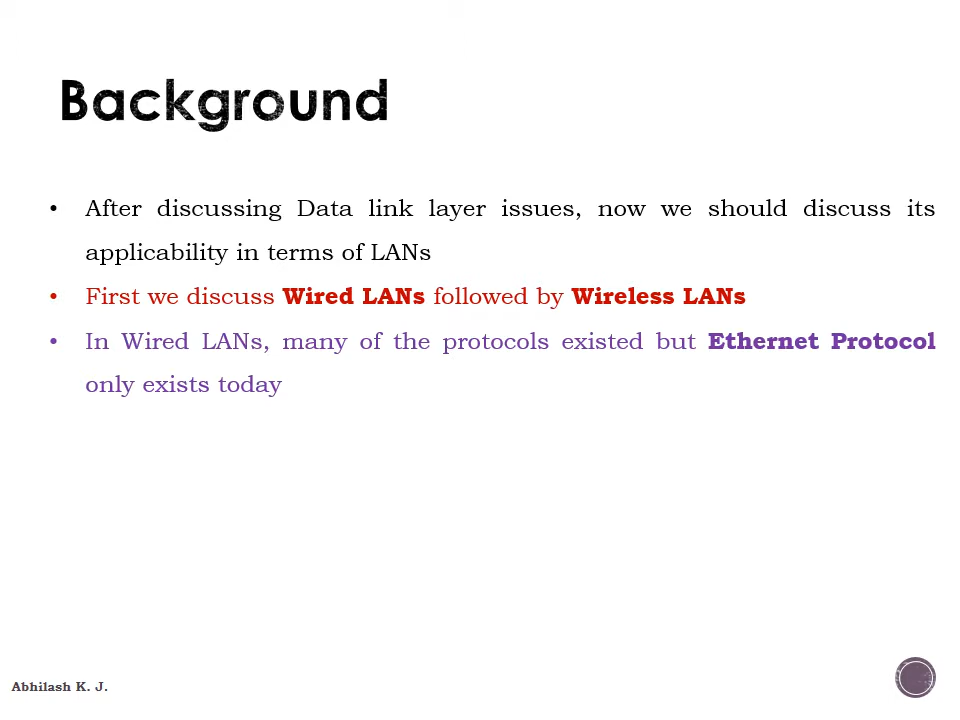 Background
• After discussing Data link layer issues, now we should discuss its
applicability in terms of LANs
• First we discuss Wired LANs followed by Wireless LANs
• In Wired LANs, many of the protocols existed but Ethernet Protocol
only exists today
Abhilash K. J.